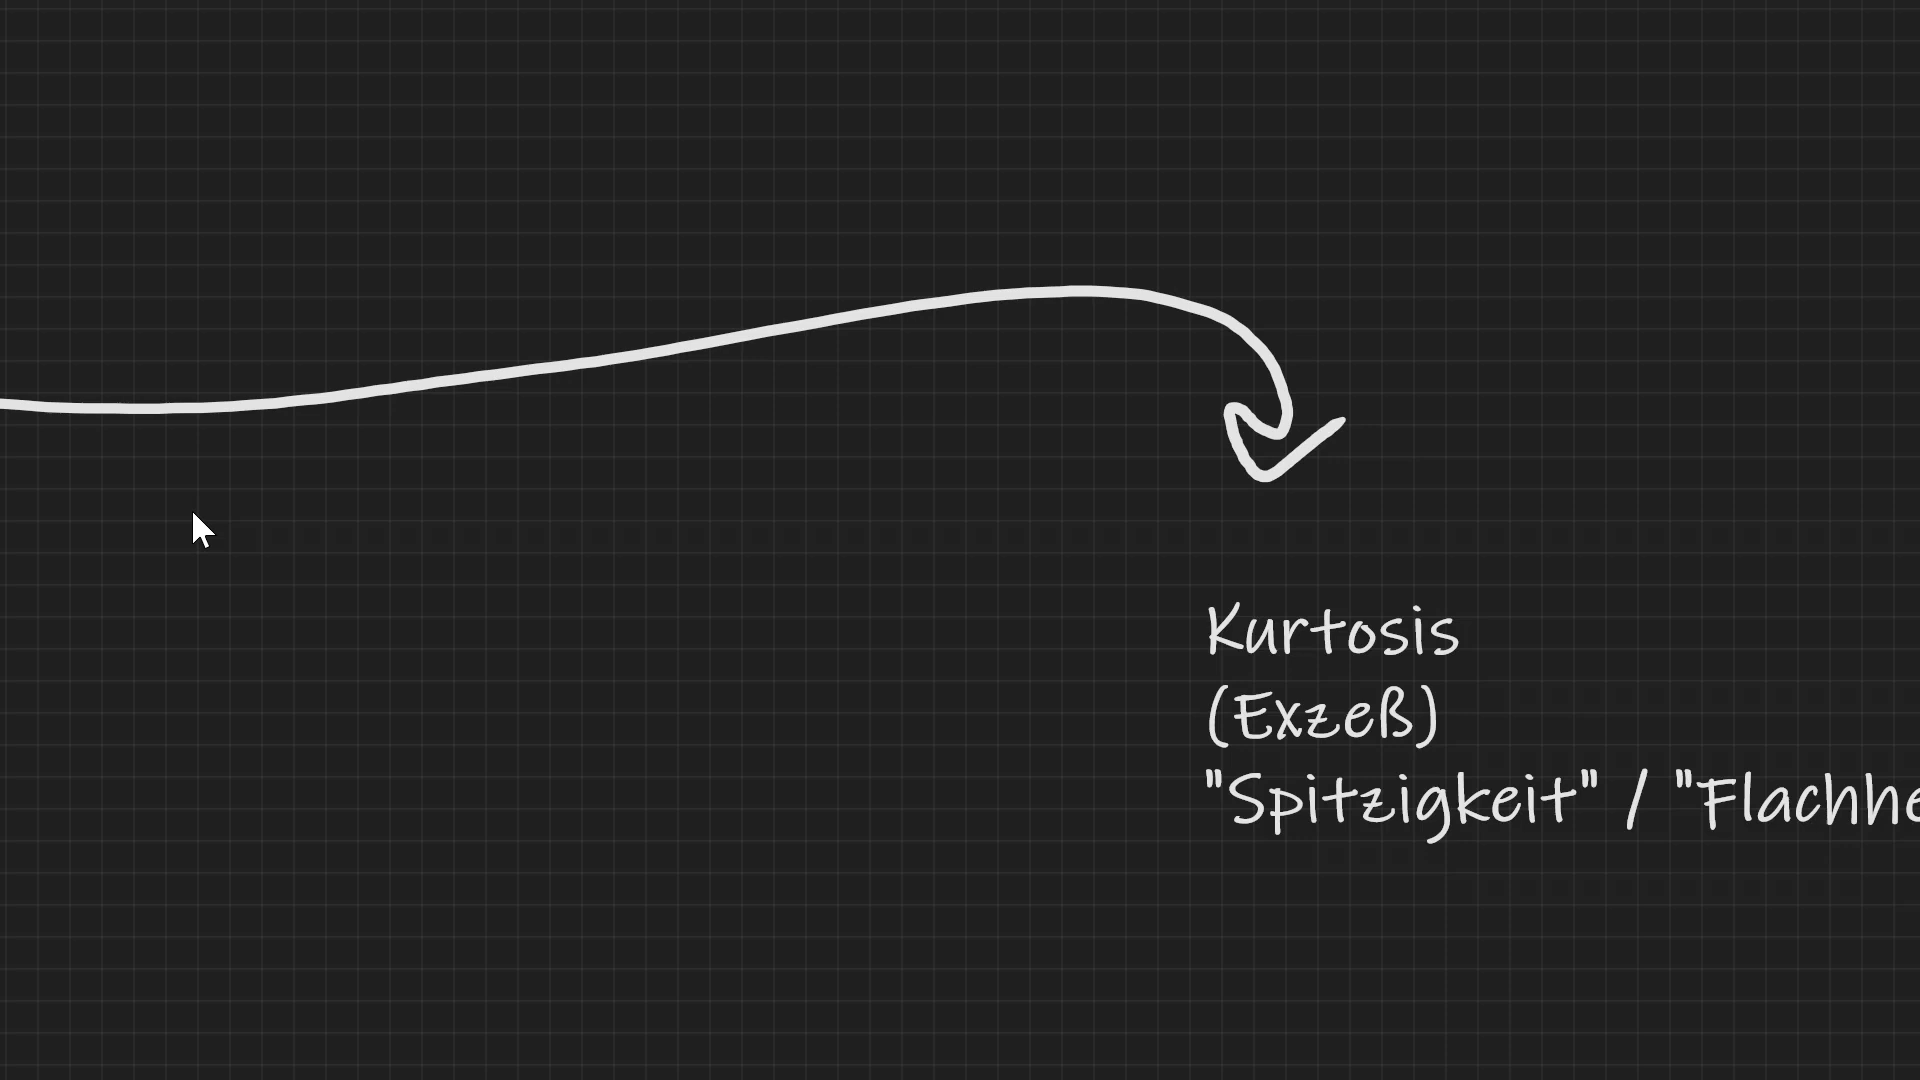 Kurtosis
(Exzeß)
"Spitzigkeit" / "Flachhe